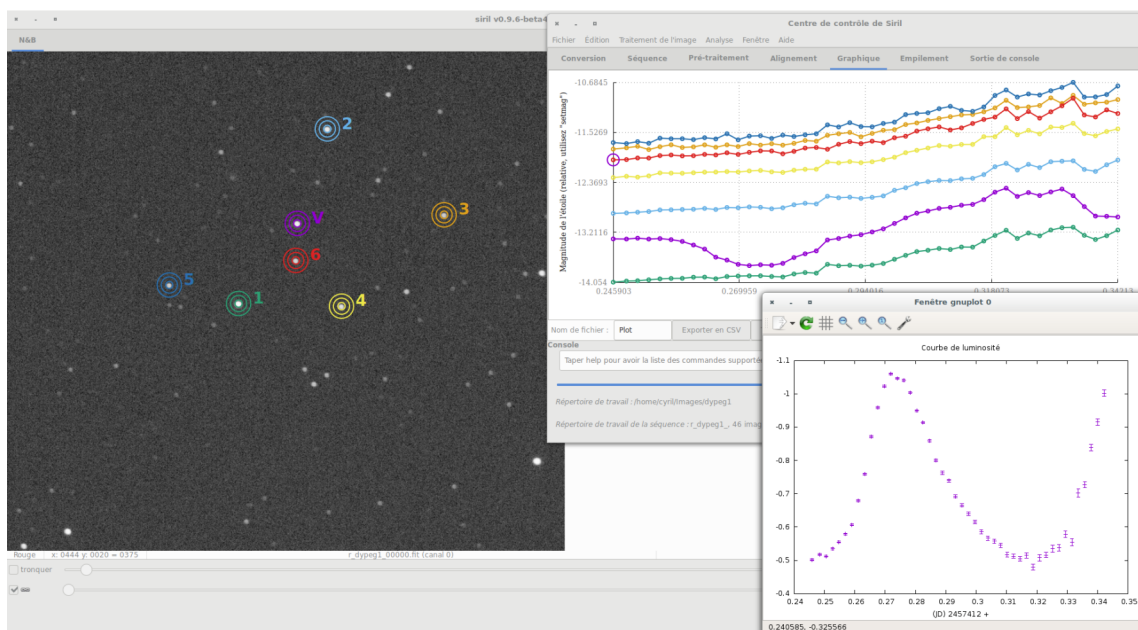 siril v0.9.6-beta4
N&B
2
V
3
6
5
1
4
Rouge x: 0444 y: 0020 = 0375 r_dypeg1_00000.fit (canal 0)
tronquer
Centre de contrôle de Siril
Fichier Édition Traitement de l'image Analyse Fenêtre Aide
Conversion Séquence Pré-traitement Alignement Graphique Empilement Sortie de console
Magnitude de l'étoile (relative, utilisez "setmag")
-10.6845
-11.5269
-12.3693
-13.2116
-14.054
0.245903 0.269959 0.294016 0.318073 0.34213
Nom de fichier : Plot Exporter en CSV
Console
Taper help pour avoir la liste des commandes supporté
Répertoire de travail : /home/cyril/Images/dypeg1
Répertoire de travail de la séquence : r_dypeg1_, 46 imag
Fenêtre gnuplot 0
Courbe de luminosité
-1.1
-1
-0.9
-0.8
-0.7
-0.6
-0.5
-0.4
0.24 0.25 0.26 0.27 0.28 0.29 0.3 0.31 0.32 0.33 0.34 0.35
(JD) 2457412 +
0.240585, -0.325566